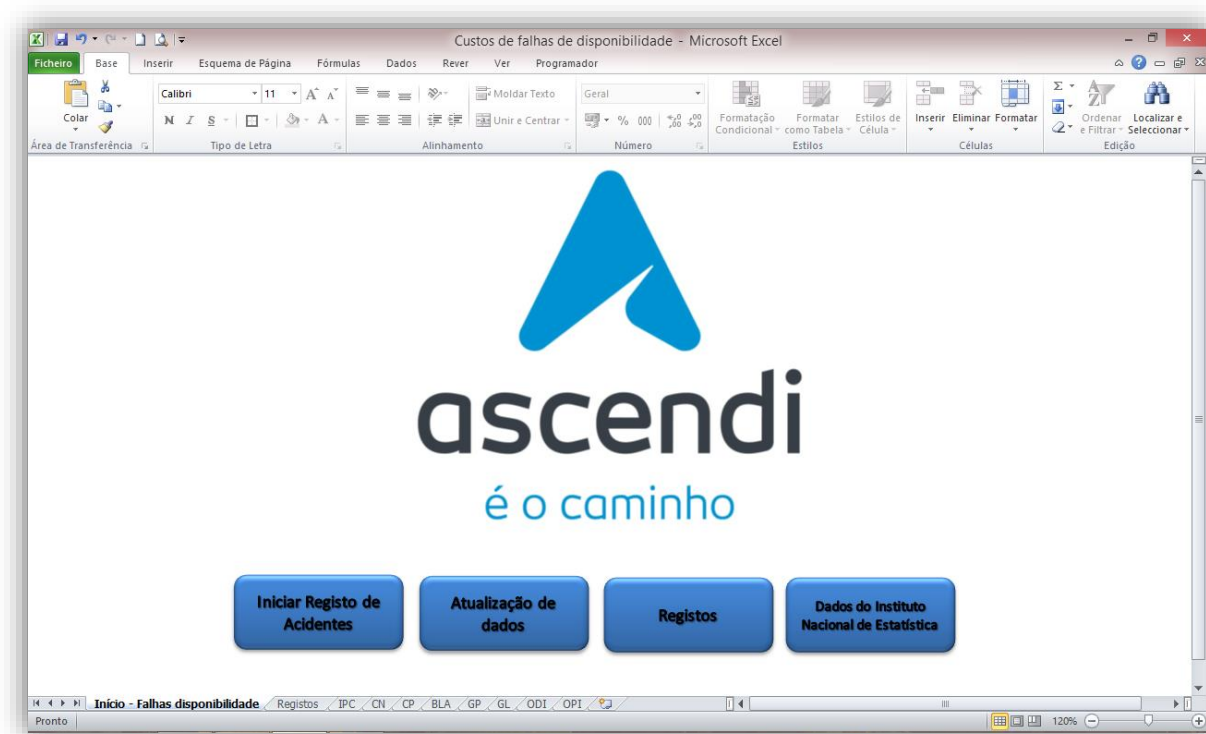 Custos de falhas de disponibilidade - Microsoft Excel
Ficheiro Base Inserir Esquema de Página Fórmulas Dados Rever Ver Programador
Colar
Calibri 11 A A
N I S A
Moldar Texto
Unir e Centrar
Geral
% 000
Formatação Condicional
Formatar como Tabela
Estilos de Célula
Inserir Eliminar Formatar
Σ
Ordenar e Filtrar
Localizar e Seleccionar
Área de Transferência Tipo de Letra Alinhamento Número Estilos Células Edição
ascendi
é o caminho
Iniciar Registo de
Acidentes
Atualização de
dados
Registos
Dados do Instituto
Nacional de Estatística
Início - Falhas disponibilidade Registos IPC CN CP BLA GP GL ODI OPI
Pronto 120%